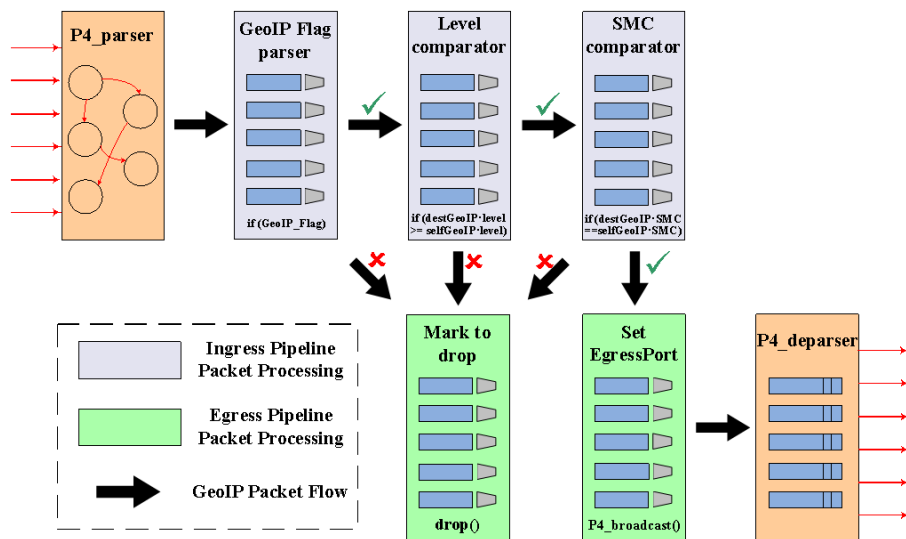 P4_parser
GeoIP Flag
parser
if (GeoIP_Flag)
Level
comparator
if (destGeoIP·level
>= selfGeoIP·level)
SMC
comparator
if (destGeoIP·SMC
==selfGeoIP·SMC)
Ingress Pipeline
Packet Processing
Egress Pipeline
Packet Processing
GeoIP Packet Flow
Mark to
drop
drop()
Set
EgressPort
P4_broadcast()
P4_deparser